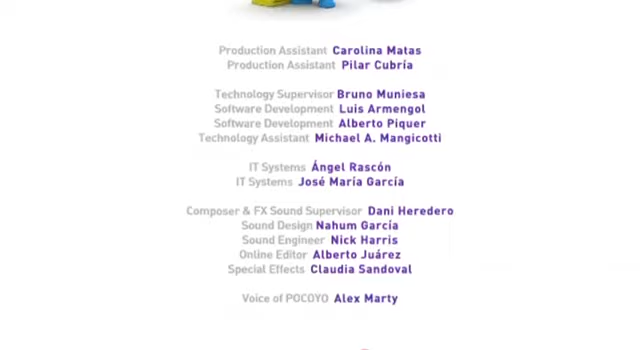 Production Assistant Carolina Matas
Production Assistant Pilar Cubría
Technology Supervisor Bruno Muniesa
Software Development Luis Armengol
Software Development Alberto Piquer
Technology Assistant Michael A. Mangicotti
IT Systems Ángel Rascón
IT Systems José María García
Composer & FX Sound Supervisor Dani Heredero
Sound Design Nahum García
Sound Engineer Nick Harris
Online Editor Alberto Juárez
Special Effects Claudia Sandoval
Voice of POCOYO Alex Marty